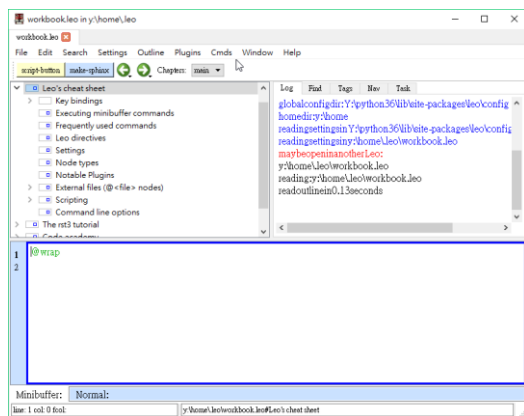 workbook.leo in y:\home\.leo
workbook.leo
File Edit Search Settings Outline Plugins Cmds Window Help
script-button make-sphinx Chapters: main
Leo's cheat sheet
Key bindings
Executing minibuffer commands
Frequently used commands
Leo directives
Settings
Node types
Notable Plugins
External files (@<file> nodes)
Scripting
Command line options
The rst3 tutorial
Code academy
Log Find Tags Nav Task
globalconfigdir:Y:\python36\lib\site-packages\leo\config
homedir:y:\home
readingsettingsinY:\python36\lib\site-packages\leo\config
readingsettingsiny:\home\leo\workbook.leo
maybeopeninanotherLeo:
y:\home\leo\workbook.leo
reading:y:\home\leo\workbook.leo
readoutlinein0.13seconds
1 @wrap
2
Minibuffer: Normal:
line: 1 col: 0 fcol:
y:\home\leo\workbook.leo#Leo's cheat sheet